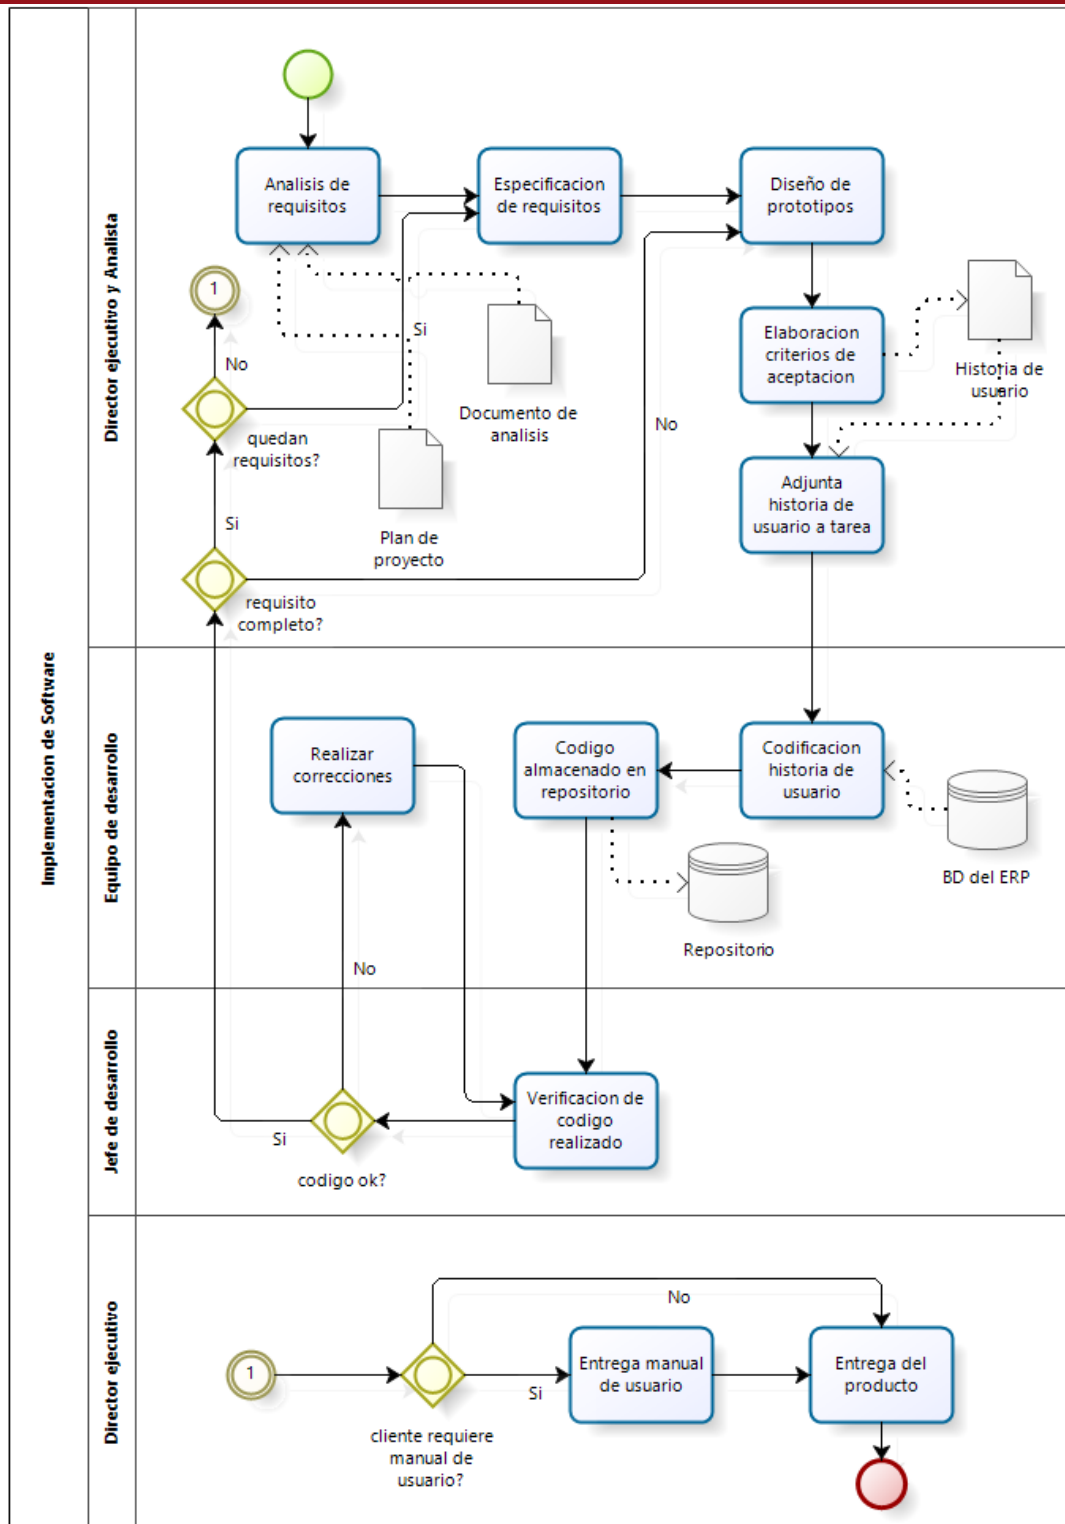 Implementacion de Software
Director ejecutivo y Analista
Analisis de
requisitos
Especificacion
de requisitos
Diseño de
prototipos
1
No
Si
quedan
requisitos?
Documento de
analisis
Plan de
proyecto
Elaboracion
criterios de
aceptacion
Historia de
usuario
No
Adjunta
historia de
usuario a tarea
Si
requisito
completo?
Equipo de desarrollo
Realizar
correcciones
Codigo
almacenado en
repositorio
Codificacion
historia de
usuario
BD del ERP
Repositorio
No
Jefe de desarrollo
Verificacion de
codigo
realizado
Si
codigo ok?
Director ejecutivo
1
No
Si
cliente requiere
manual de
usuario?
Entrega manual
de usuario
Entrega del
producto